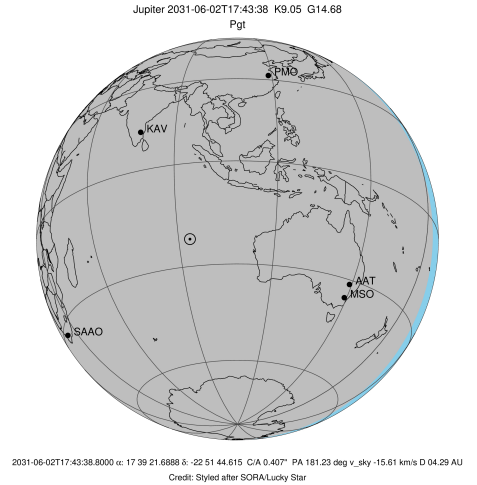 Jupiter 2031-06-02T17:43:38 K9.05 G14.68
Pgt
PMO
KAV
AAT
MSO
SAAO
2031-06-02T17:43:38.8000 α: 17 39 21.6888 δ: -22 51 44.615 C/A 0.407" PA 181.23 deg v_sky -15.61 km/s D 04.29 AU
Credit: Styled after SORA/Lucky Star